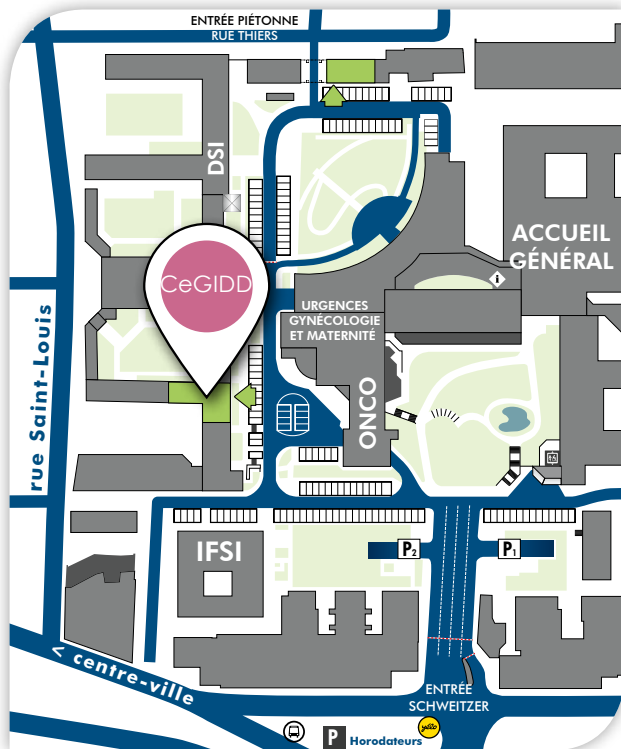 ENTRÉE PIÉTONNE
RUE THIERS
DSI
ACCUEIL
GÉNÉRAL
i
CeGIDD
URGENCES
GYNÉCOLOGIE
ET MATERNITÉ
ONCO
rue Saint-Louis
IFSI
P2
P1
< centre-ville
ENTRÉE
SCHWEITZER
yélo
P Horodateurs